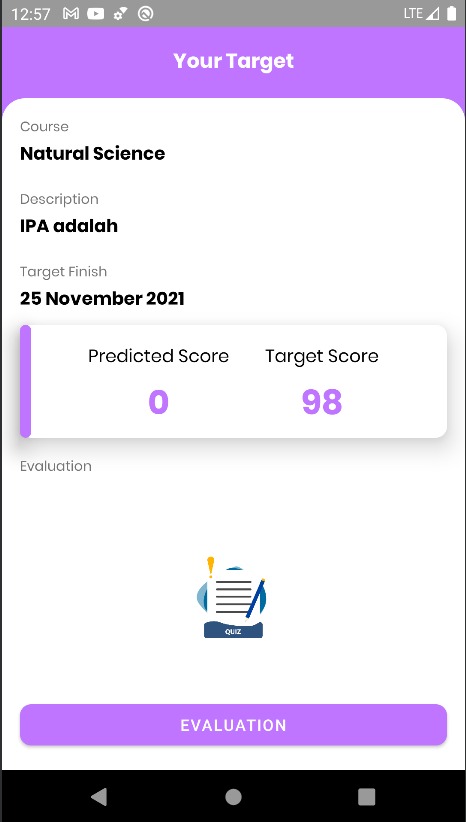 12:57
LTE
Your Target
Course
Natural Science
Description
IPA adalah
Target Finish
25 November 2021
Predicted Score Target Score
0 98
Evaluation
QUIZ
EVALUATION